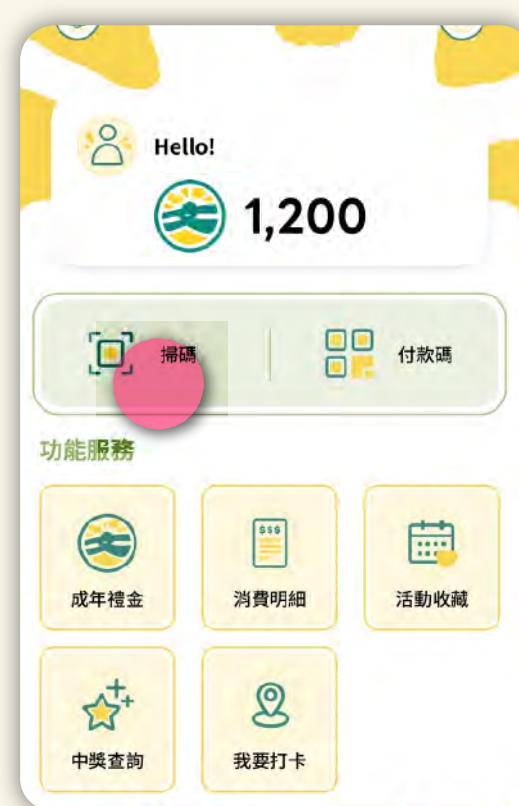 Hello!
1,200
掃碼
付款碼
功能服務
$$$
成年禮金
消費明細
活動收藏
中獎查詢
我要打卡